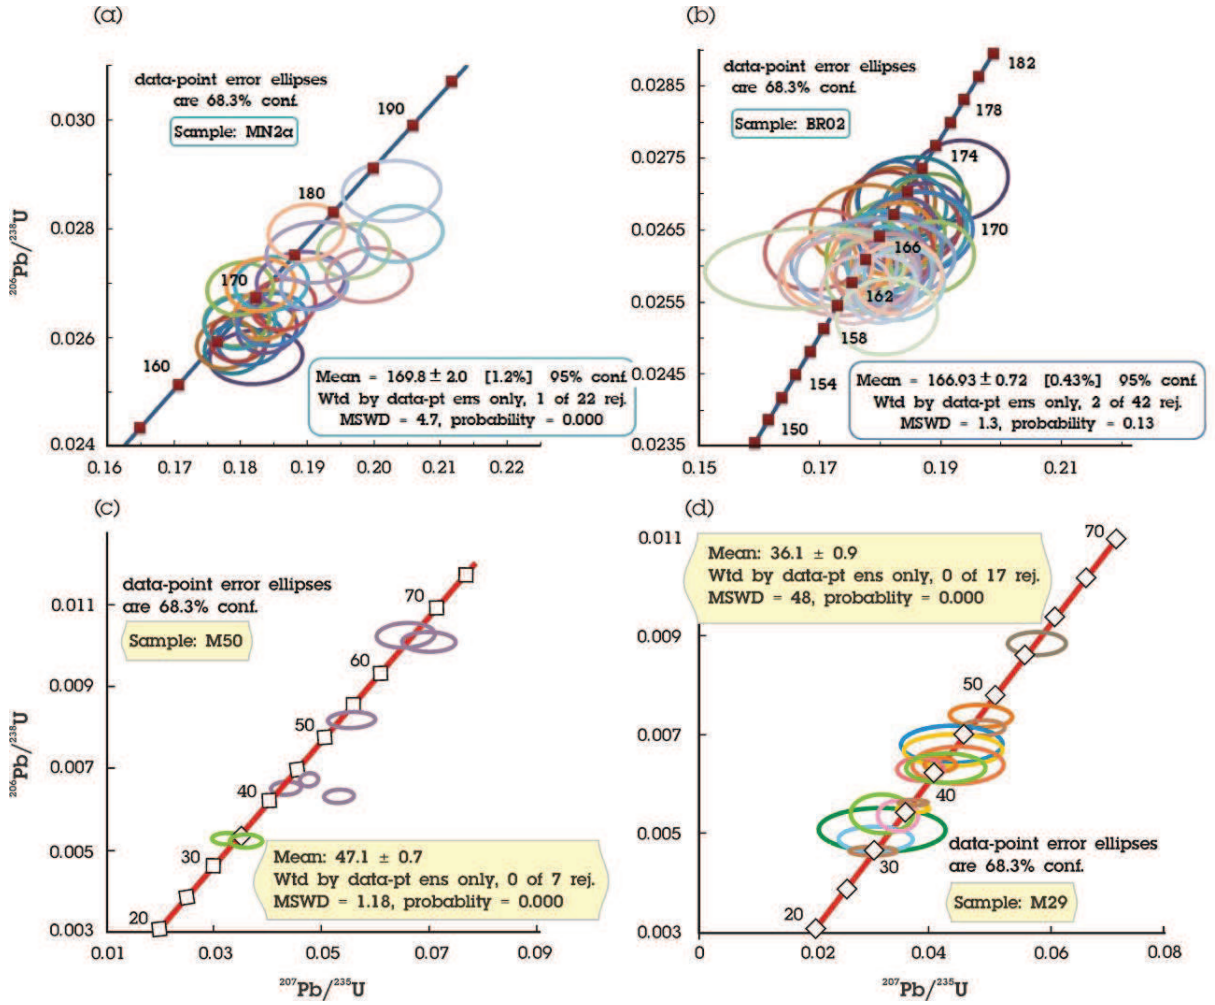 (a)
data-point error ellipses
are 68.3% conf.
Sample: MN2a
190
180
170
160
0.030
0.028
0.026
0.024
0.16 0.17 0.18 0.19 0.20 0.21 0.22
206Pb/238U
Mean = 169.8 ± 2.0 [1.2%] 95% conf.
Wtd by data-pt errs only, 1 of 22 rej.
MSWD = 4.7, probability = 0.000
(b)
data-point error ellipses
are 68.3% conf.
Sample: BR02
182
178
174
170
166
162
158
154
150
0.0285
0.0275
0.0265
0.0255
0.0245
0.0235
0.15 0.17 0.19 0.21
Mean = 166.93 ± 0.72 [0.43%] 95% conf.
Wtd by data-pt errs only, 2 of 42 rej.
MSWD = 1.3, probability = 0.13
(c)
data-point error ellipses
are 68.3% conf.
Sample: M50
70
60
50
40
30
20
0.011
0.009
0.007
0.005
0.003
0.01 0.03 0.05 0.07 0.09
206Pb/238U
207Pb/235U
Mean: 47.1 ± 0.7
Wtd by data-pt ens only, 0 of 7 rej.
MSWD = 1.18, probablity = 0.000
(d)
Mean: 36.1 ± 0.9
Wtd by data-pt ens only, 0 of 17 rej.
MSWD = 48, probablity = 0.000
70
50
40
30
20
0.011
0.009
0.007
0.005
0.003
0 0.02 0.04 0.06 0.08
data-point error ellipses
are 68.3% conf.
Sample: M29
207Pb/235U